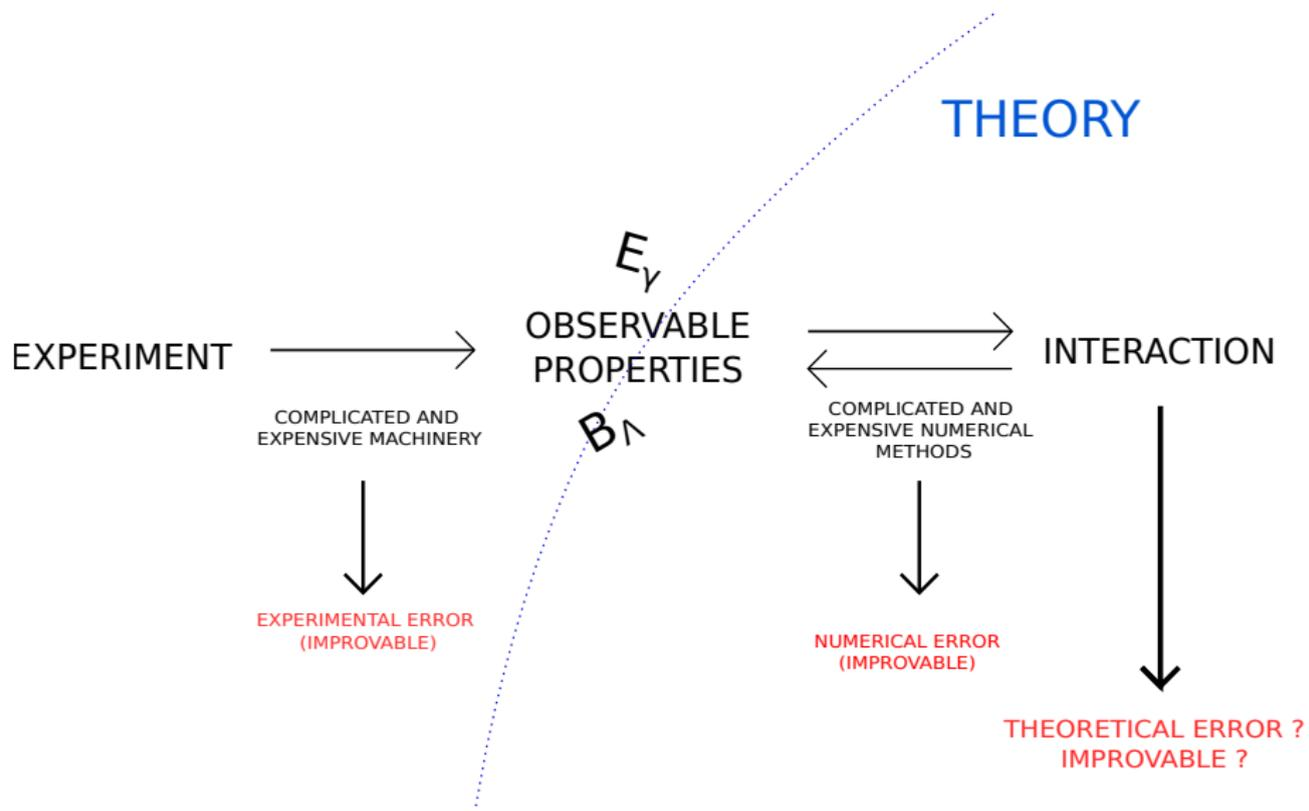 THEORY
Eγ
OBSERVABLE
PROPERTIES
BΛ
EXPERIMENT
INTERACTION
COMPLICATED AND
EXPENSIVE MACHINERY
COMPLICATED AND
EXPENSIVE NUMERICAL
METHODS
EXPERIMENTAL ERROR
(IMPROVABLE)
NUMERICAL ERROR
(IMPROVABLE)
THEORETICAL ERROR ?
IMPROVABLE ?